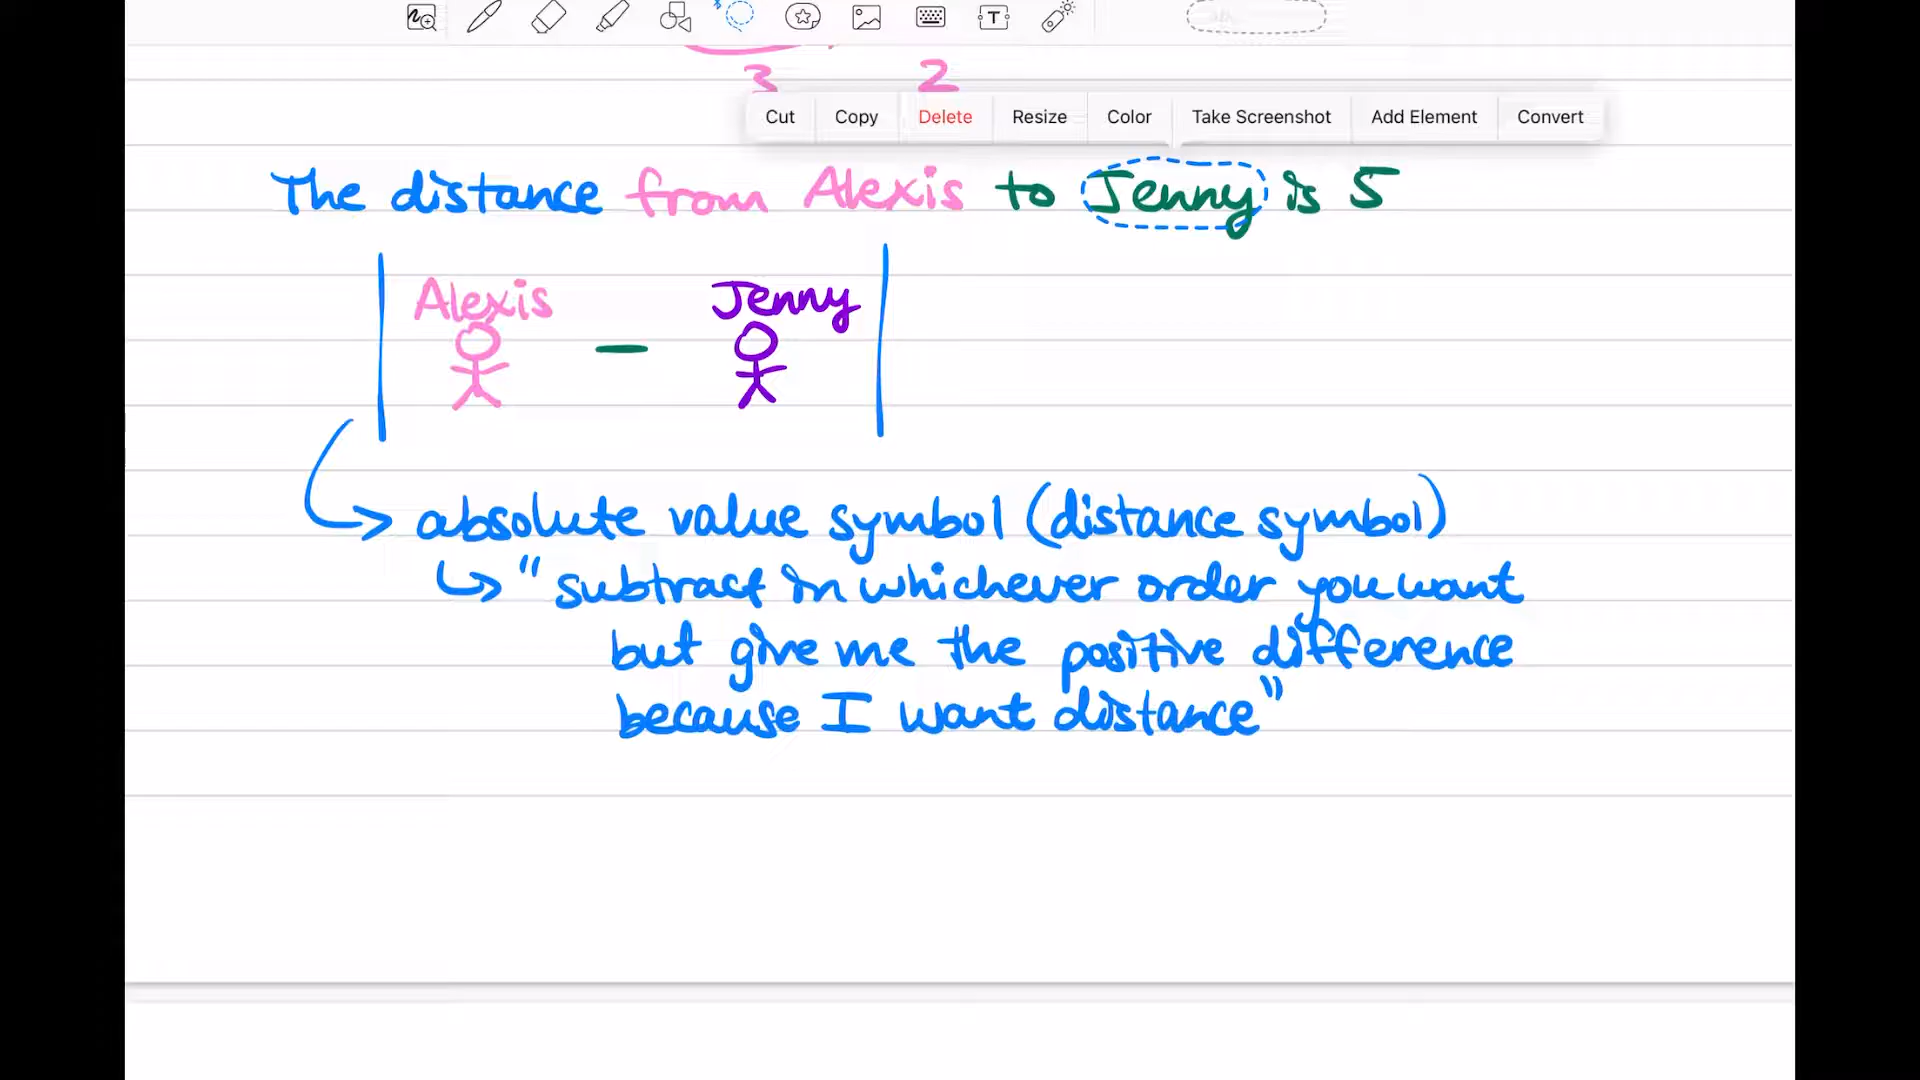 3 2
Cut Copy Delete Resize Color Take Screenshot Add Element Convert
The distance from Alexis to Jenny is 5
| Alexis − Jenny |
absolute value symbol (distance symbol)
"subtract in whichever order you want
but give me the positive difference
because I want distance"